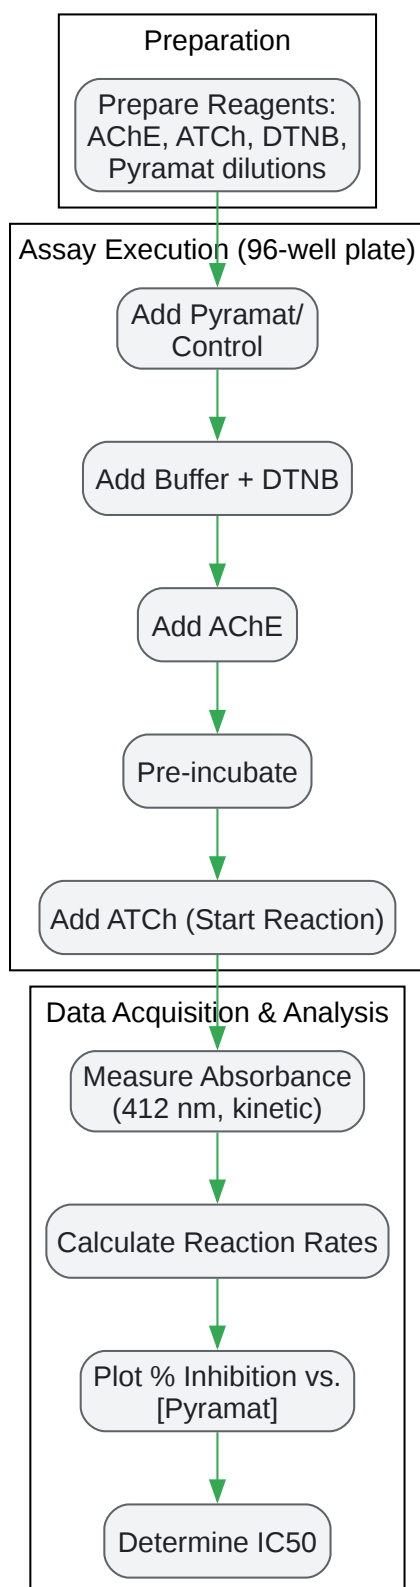 Preparation
Prepare Reagents:
AChE, ATCh, DTNB,
Pyramat dilutions
Assay Execution (96-well plate)
Add Pyramat/
Control
Add Buffer + DTNB
Add AChE
Pre-incubate
Add ATCh (Start Reaction)
Data Acquisition & Analysis
Measure Absorbance
(412 nm, kinetic)
Calculate Reaction Rates
Plot % Inhibition vs.
[Pyramat]
Determine IC50